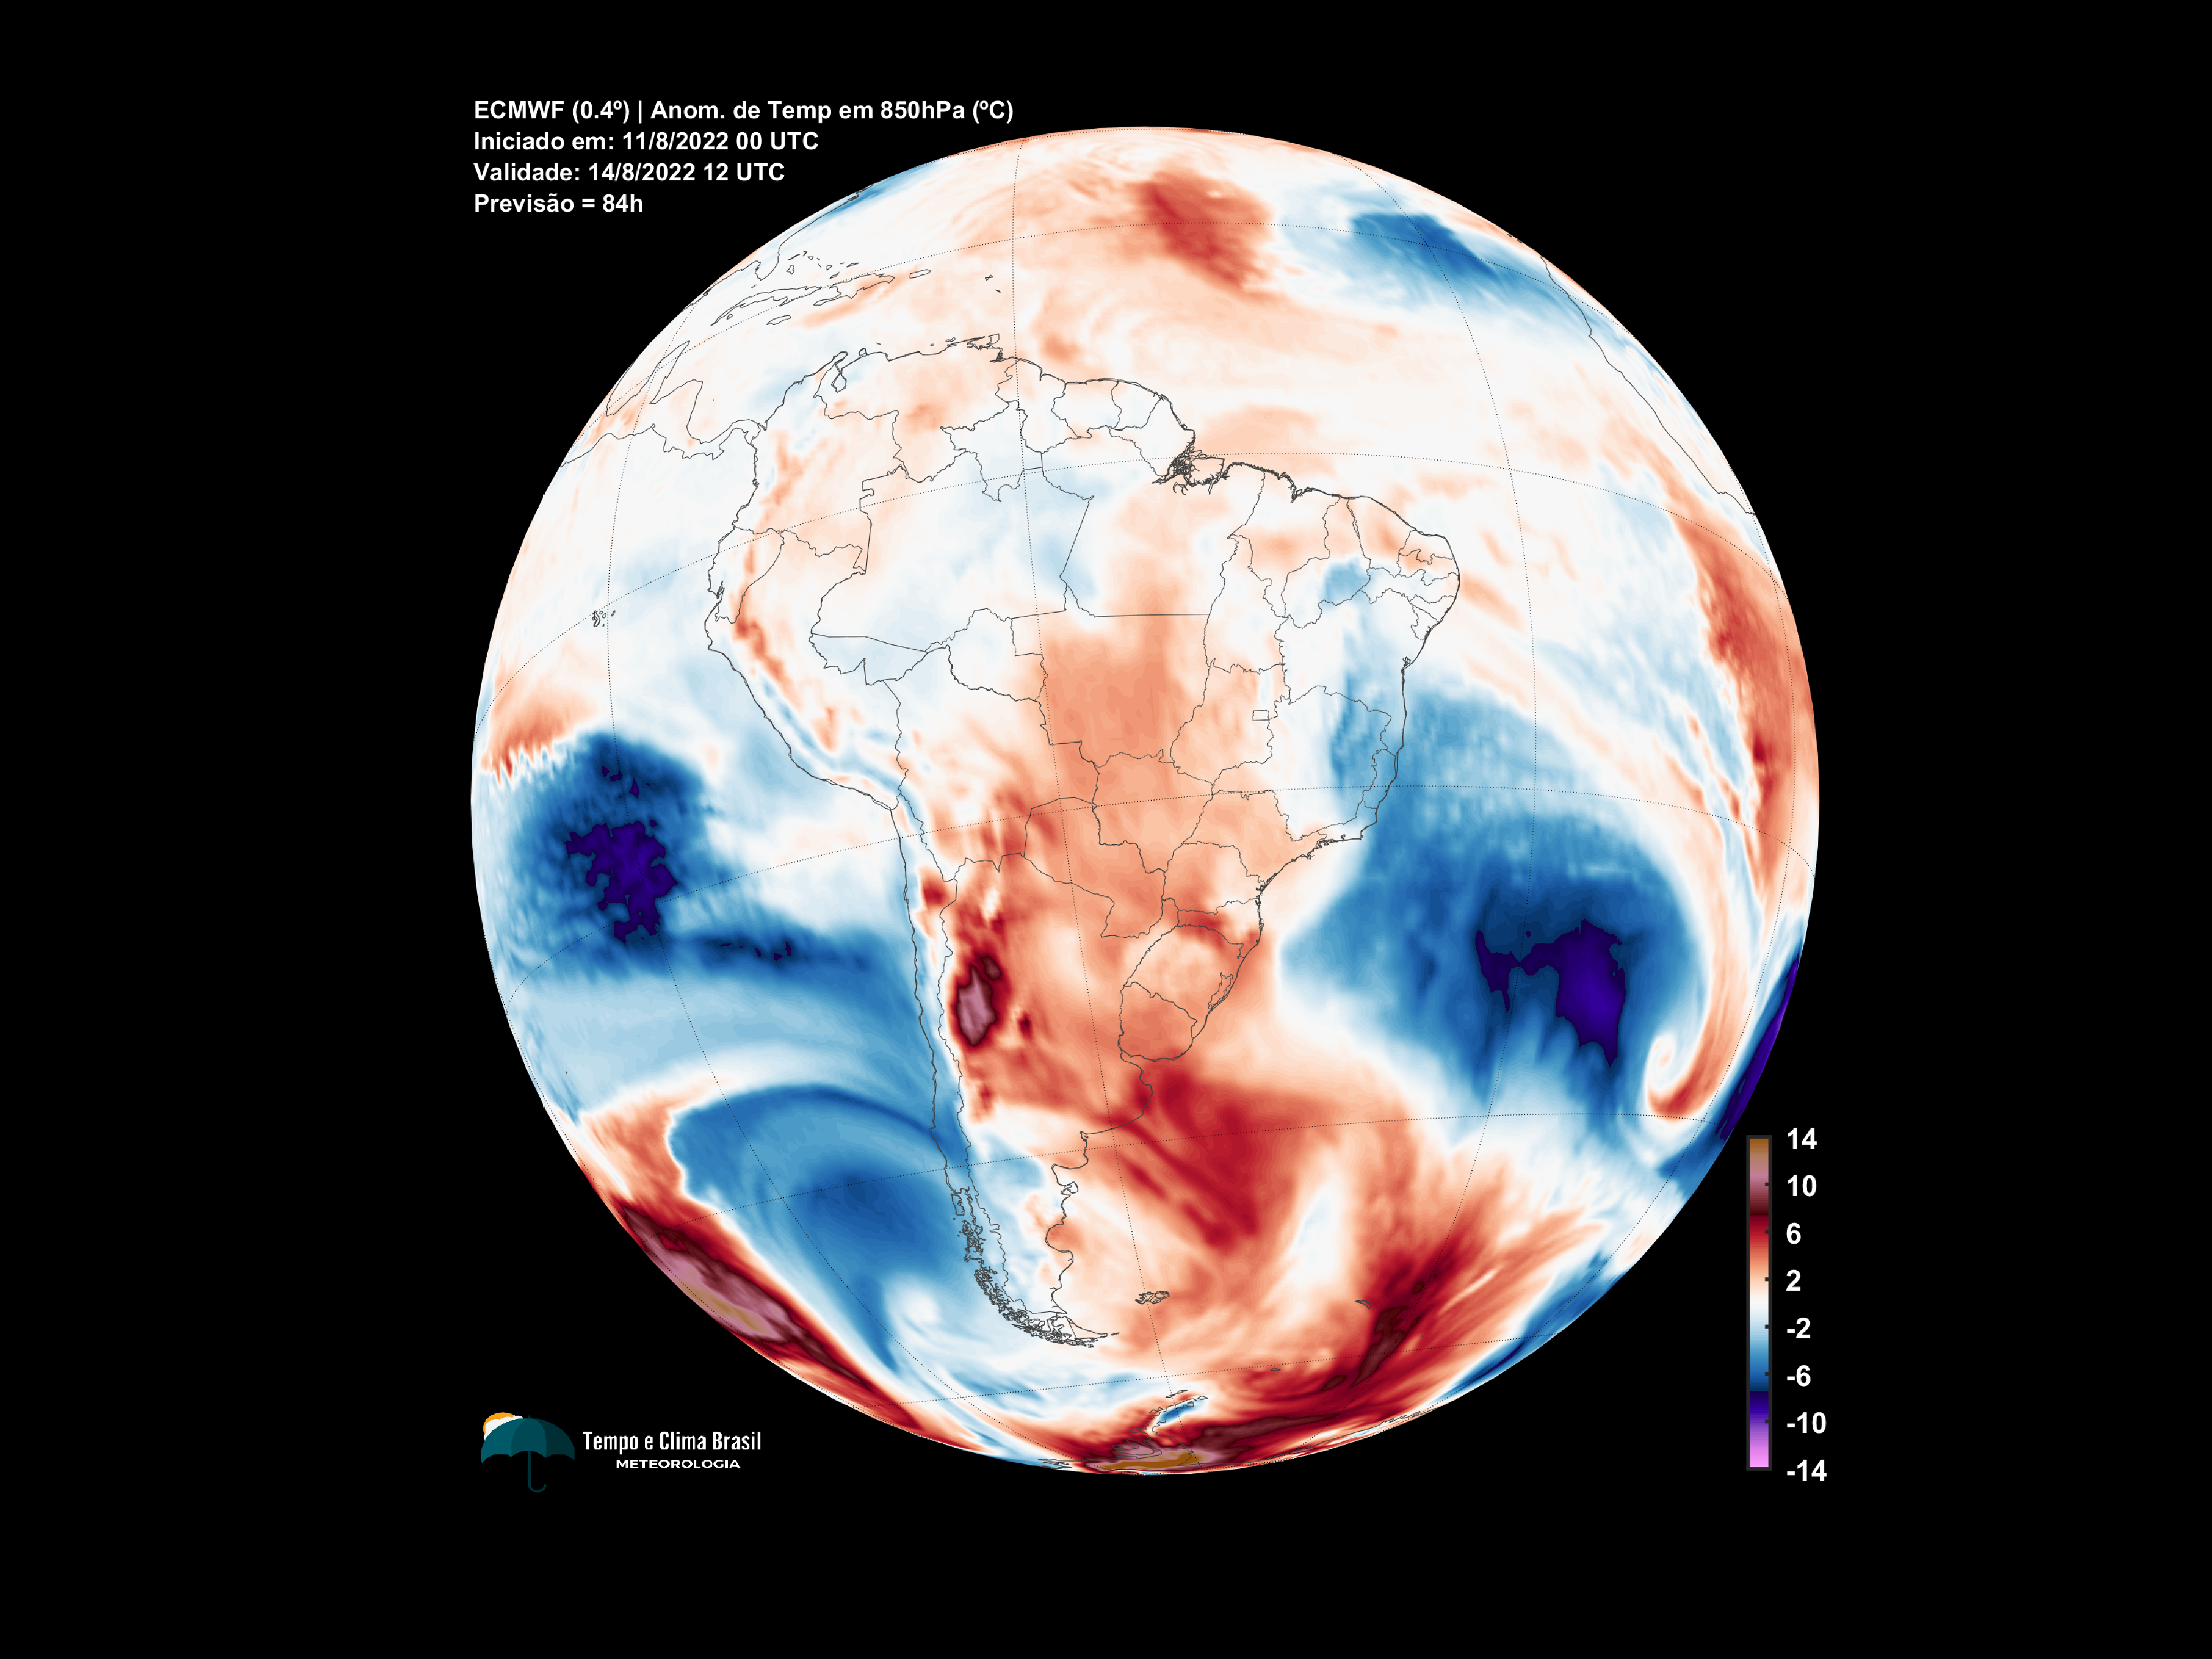 ECMWF (0.4º) | Anom. de Temp em 850hPa (ºC)
Iniciado em: 11/8/2022 00 UTC
Validade: 14/8/2022 12 UTC
Previsão = 84h
14
10
6
2
-2
-6
-10
-14
Tempo e Clima Brasil
METEOROLOGIA